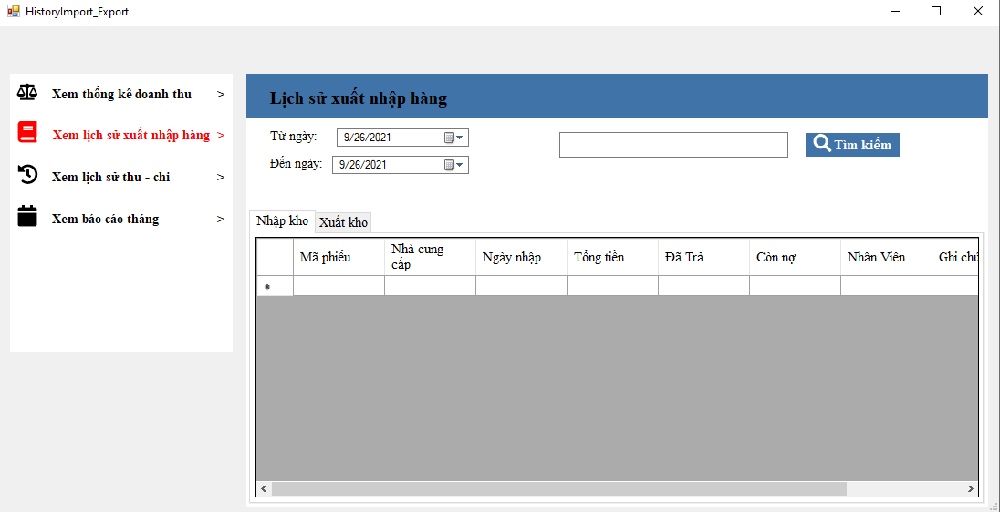 HistoryImport_Export
Xem thống kê doanh thu >
Xem lịch sử xuất nhập hàng >
Xem lịch sử thu - chi >
Xem báo cáo tháng >
Lịch sử xuất nhập hàng
Từ ngày: 9/26/2021
Đến ngày: 9/26/2021
Tìm kiếm
Nhập kho Xuất kho
Mã phiếu Nhà cung cấp Ngày nhập Tổng tiền Đã Trả Còn nợ Nhân Viên Ghi chú